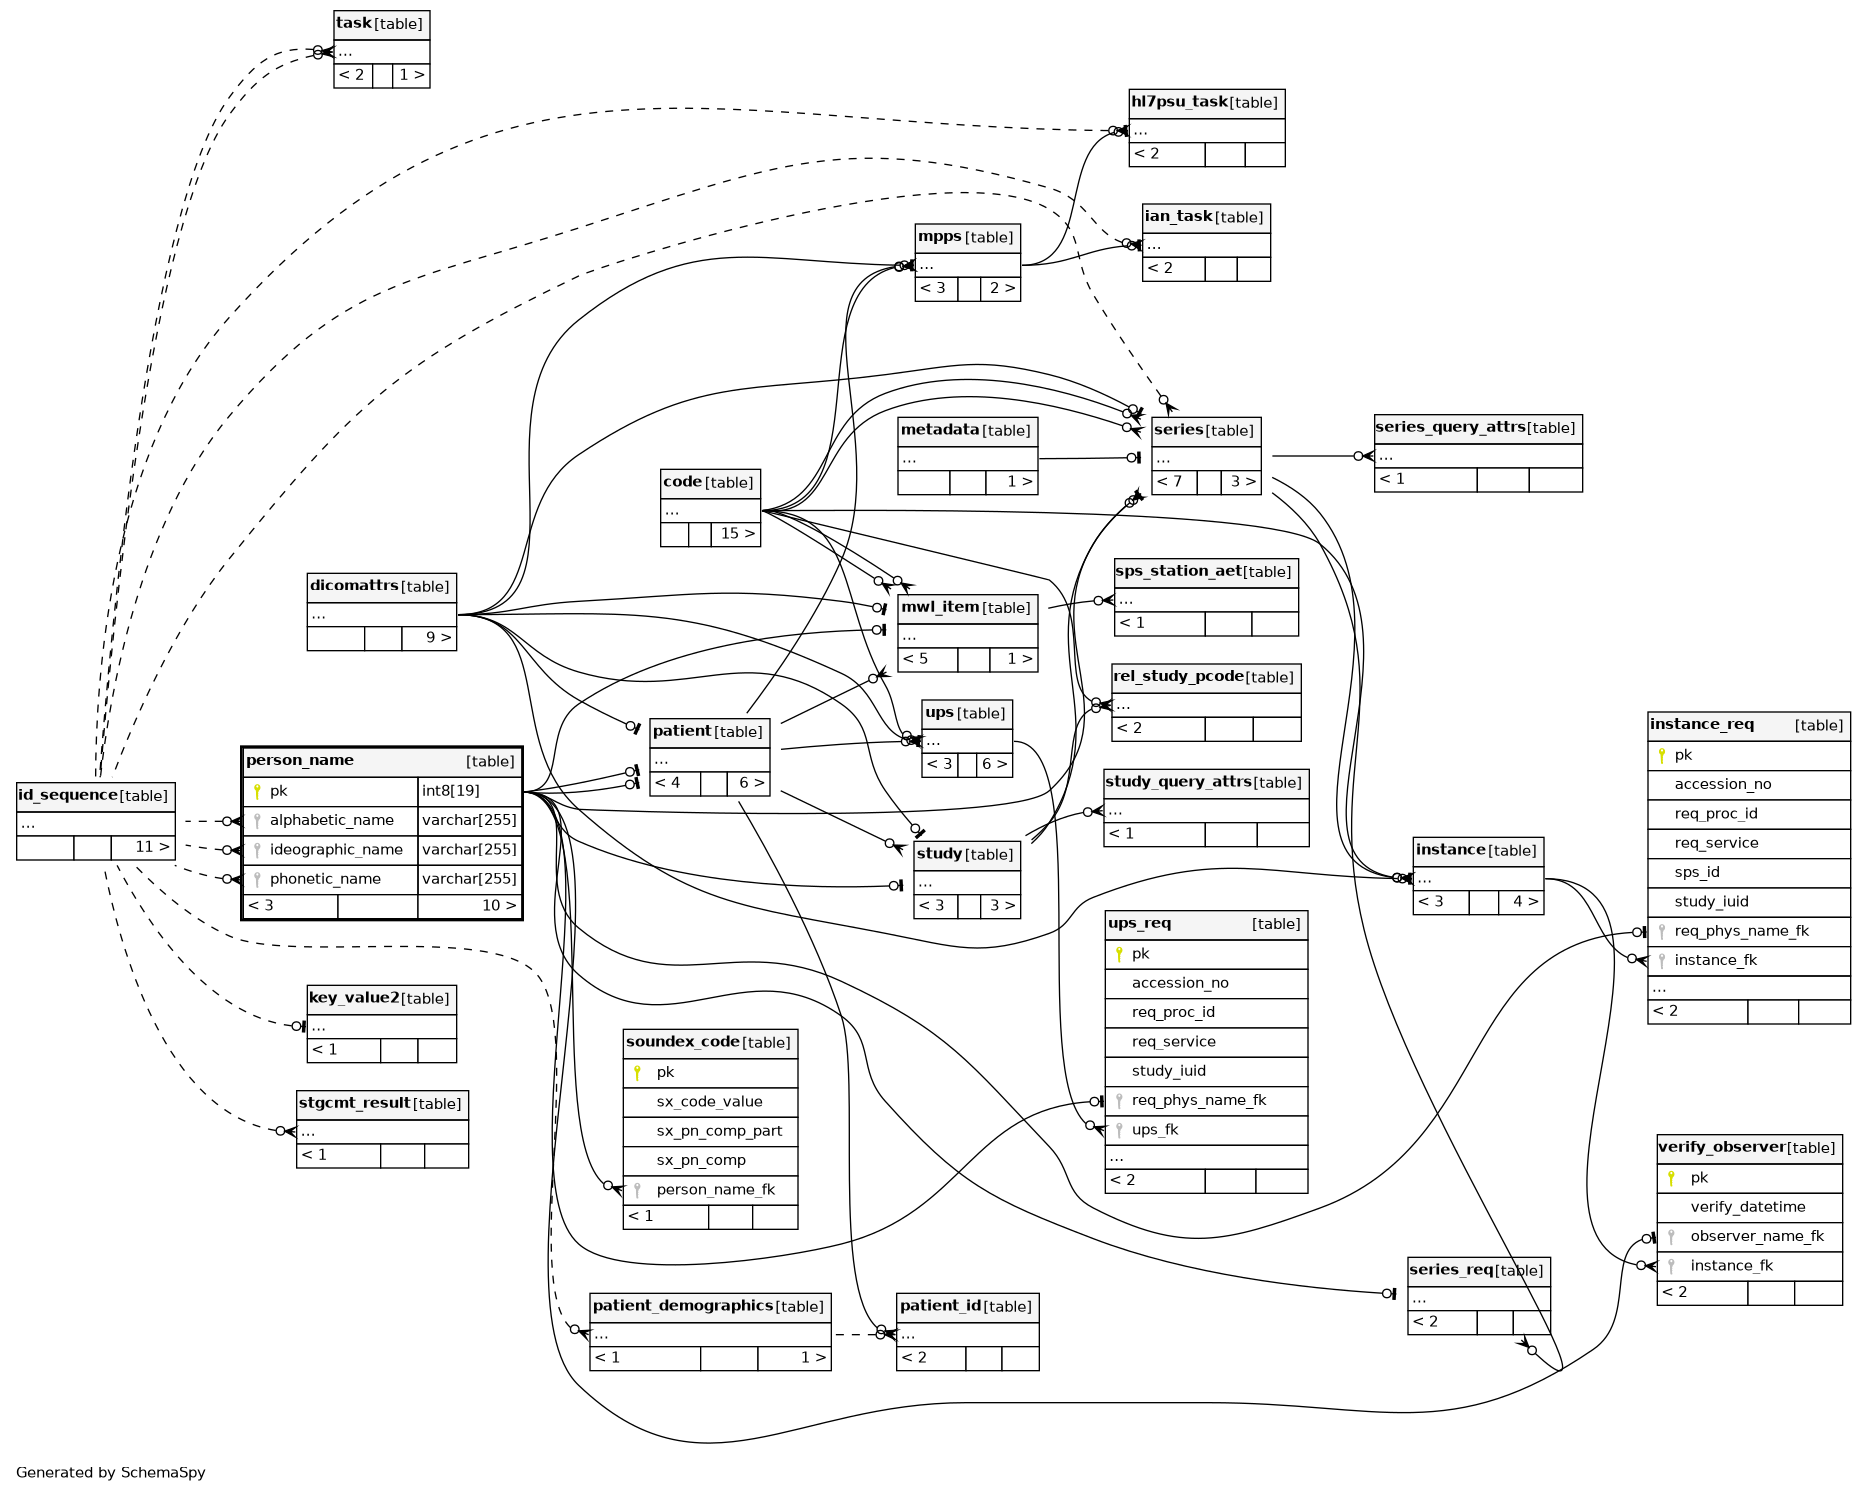 task [table]
...
< 2 1 >
hl7psu_task [table]
...
< 2
ian_task [table]
...
< 2
mpps [table]
...
< 3 2 >
metadata [table]
...
1 >
series [table]
...
< 7 3 >
series_query_attrs [table]
...
< 1
code [table]
...
15 >
dicomattrs [table]
...
9 >
mwl_item [table]
...
< 5 1 >
sps_station_aet [table]
...
< 1
rel_study_pcode [table]
...
< 2
ups [table]
...
< 3 6 >
patient [table]
...
< 4 6 >
study_query_attrs [table]
...
< 1
study [table]
...
< 3 3 >
instance [table]
...
< 3 4 >
instance_req [table]
pk
accession_no
req_proc_id
req_service
sps_id
study_iuid
req_phys_name_fk
instance_fk
...
< 2
id_sequence [table]
...
11 >
person_name [table]
pk int8[19]
alphabetic_name varchar[255]
ideographic_name varchar[255]
phonetic_name varchar[255]
< 3 10 >
ups_req [table]
pk
accession_no
req_proc_id
req_service
study_iuid
req_phys_name_fk
ups_fk
...
< 2
key_value2 [table]
...
< 1
stgcmt_result [table]
...
< 1
soundex_code [table]
pk
sx_code_value
sx_pn_comp_part
sx_pn_comp
person_name_fk
< 1
verify_observer [table]
pk
verify_datetime
observer_name_fk
instance_fk
< 2
series_req [table]
...
< 2
patient_demographics [table]
...
< 1 1 >
patient_id [table]
...
< 2
Generated by SchemaSpy